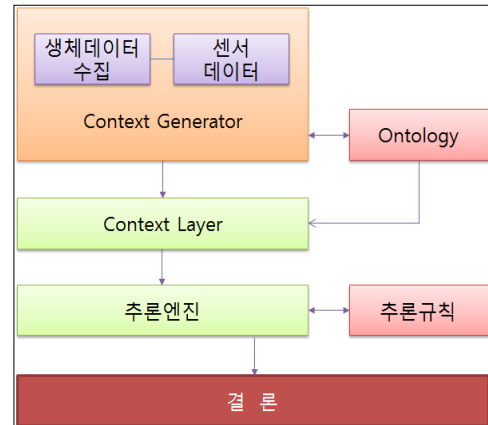 생체데이터
수집
센서
데이터
Context Generator
Ontology
Context Layer
추론엔진
추론규칙
결 론